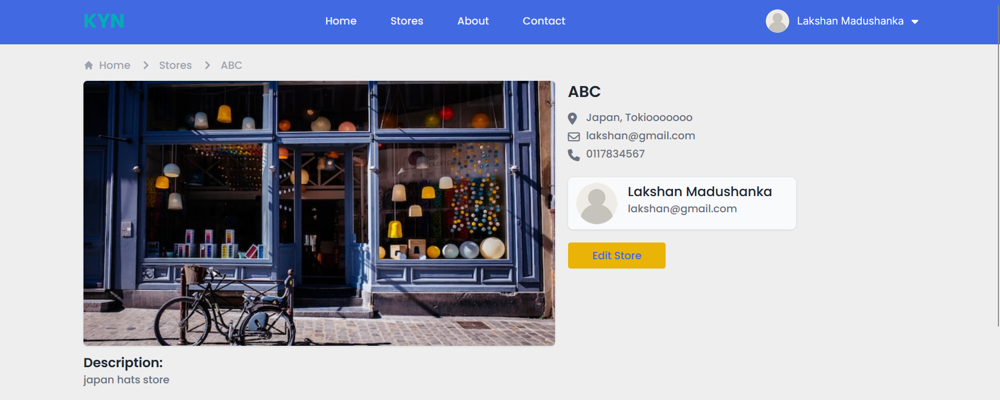 KYN
Home
Stores
About
Contact
Lakshan Madushanka
Home > Stores > ABC
ABC
Japan, Tokiooooooo
lakshan@gmail.com
0117834567
Lakshan Madushanka
lakshan@gmail.com
Edit Store
Description:
japan hats store